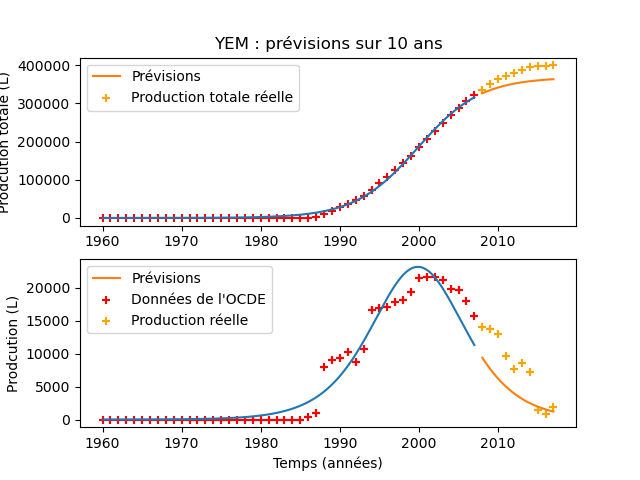 YEM : prévisions sur 10 ans
Prodcution totale (L)
400000
300000
200000
100000
0
Prévisions
Production totale réelle
1960 1970 1980 1990 2000 2010
Prodcution (L)
20000
15000
10000
5000
0
Prévisions
Données de l'OCDE
Production réelle
1960 1970 1980 1990 2000 2010
Temps (années)